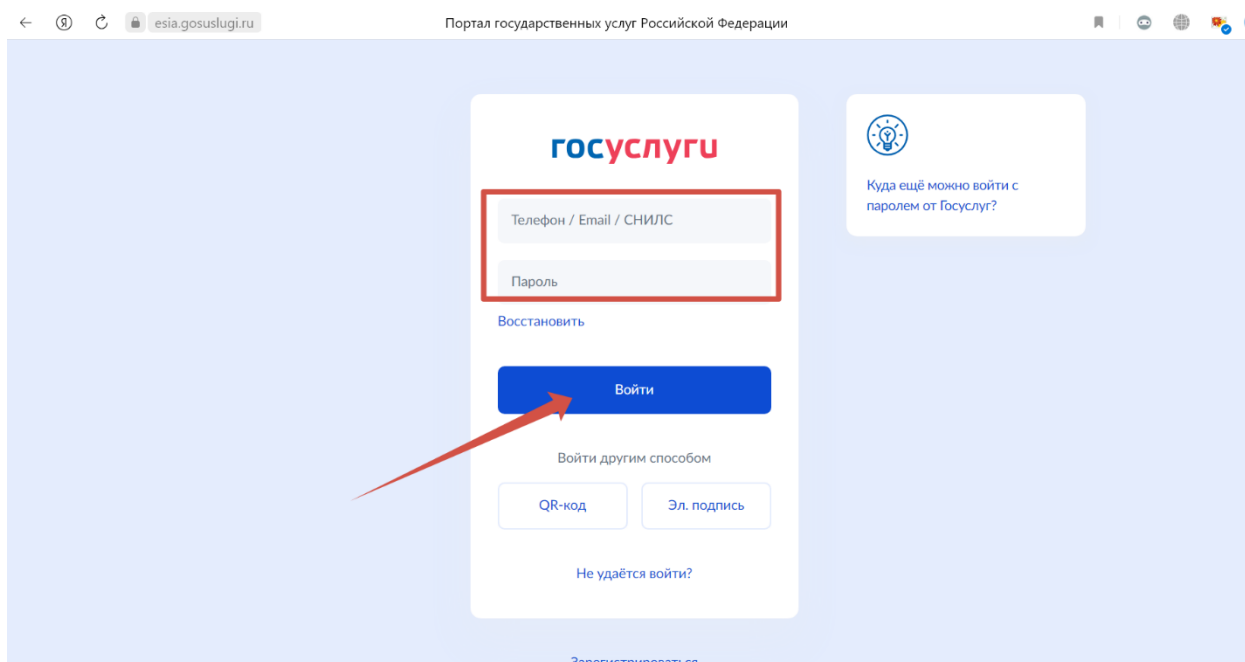 esia.gosuslugi.ru
Портал государственных услуг Российской Федерации
госуслуги
Телефон / Email / СНИЛС
Пароль
Восстановить
Войти
Войти другим способом
QR-код
Эл. подпись
Не удаётся войти?
Зарегистрироваться
Куда ещё можно войти с
паролем от Госуслуг?